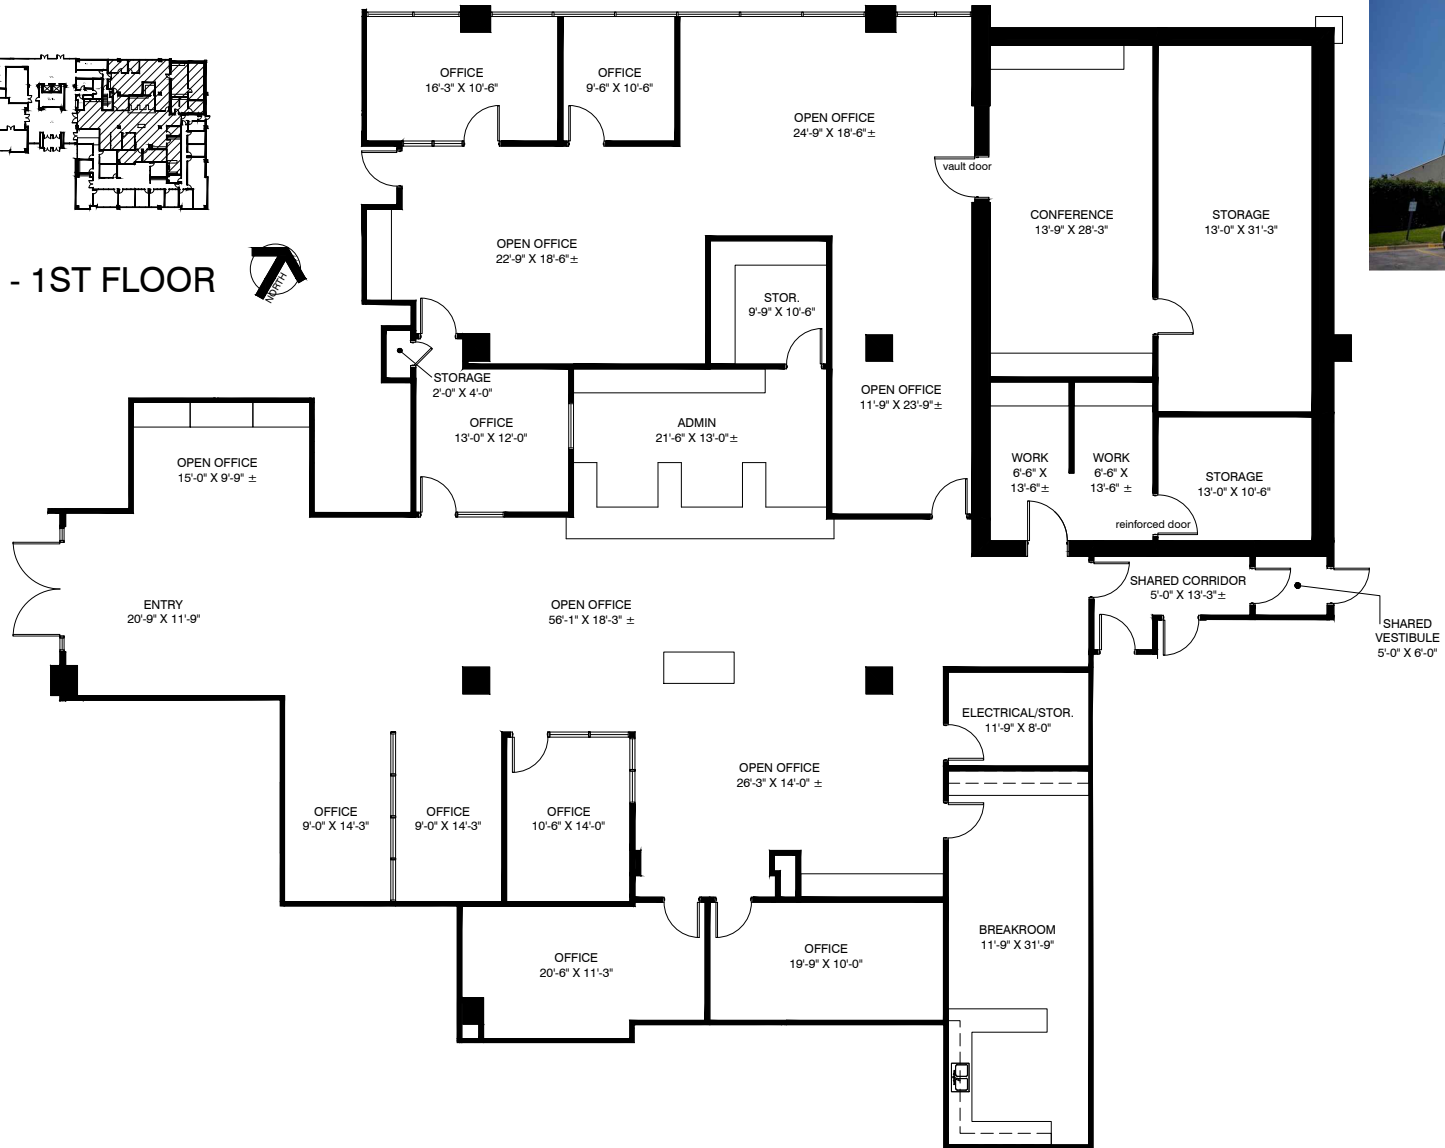 OFFICE
16'-3" X 10'-6"
OFFICE
9'-6" X 10'-6"
OPEN OFFICE
24'-9" X 18'-6"±
vault door
CONFERENCE
13'-9" X 28'-3"
STORAGE
13'-0" X 31'-3"
OPEN OFFICE
22'-9" X 18'-6"±
- 1ST FLOOR
NORTH
STOR.
9'-9" X 10'-6"
STORAGE
2'-0" X 4'-0"
OPEN OFFICE
11'-9" X 23'-9"±
OFFICE
13'-0" X 12'-0"
ADMIN
21'-6" X 13'-0"±
OPEN OFFICE
15'-0" X 9'-9" ±
WORK
6'-6" X
13'-6"±
WORK
6'-6" X
13'-6" ±
STORAGE
13'-0" X 10'-6"
reinforced door
SHARED CORRIDOR
5'-0" X 13'-3"±
ENTRY
20'-9" X 11'-9"
OPEN OFFICE
56'-1" X 18'-3" ±
SHARED
VESTIBULE
5'-0" X 6'-0"
ELECTRICAL/STOR.
11'-9" X 8'-0"
OPEN OFFICE
26'-3" X 14'-0" ±
OFFICE
9'-0" X 14'-3"
OFFICE
9'-0" X 14'-3"
OFFICE
10'-6" X 14'-0"
BREAKROOM
11'-9" X 31'-9"
OFFICE
20'-6" X 11'-3"
OFFICE
19'-9" X 10'-0"